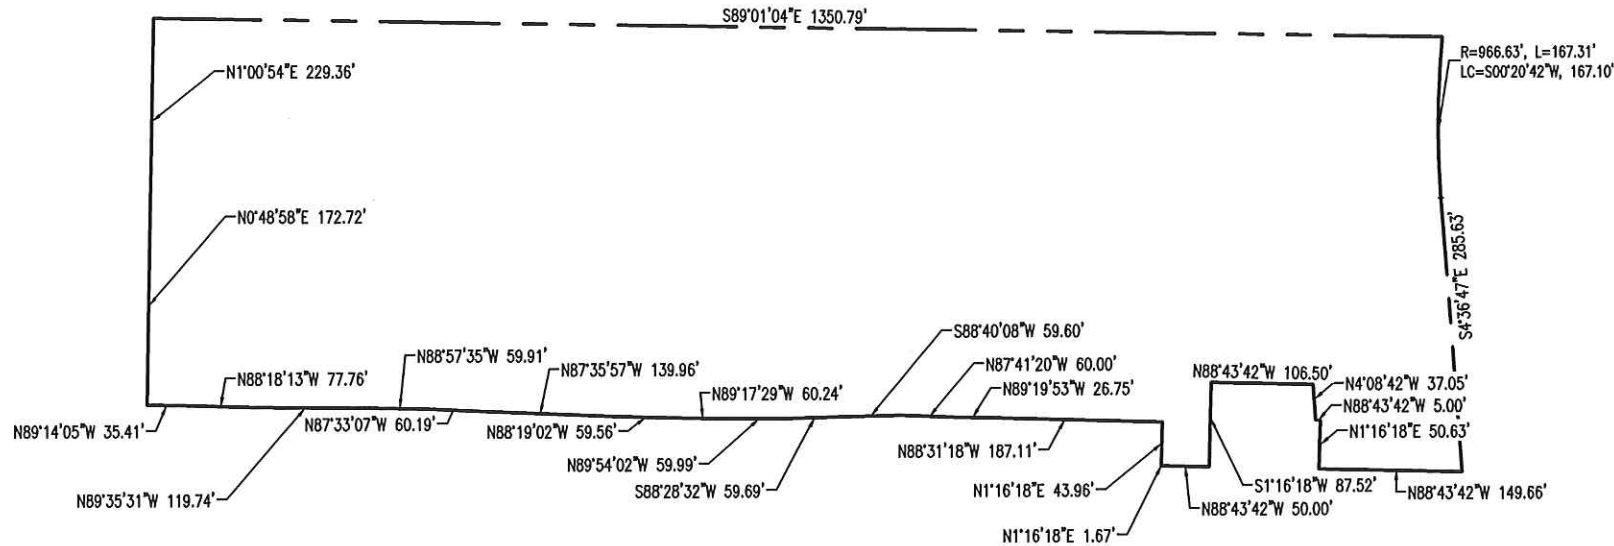 S89°01'04"E 1350.79'
R=966.63', L=167.31'
LC=S00°20'42"W, 167.10'
N1°00'54"E 229.36'
N0°48'58"E 172.72'
S4°36'47"E 285.63'
S88°40'08"W 59.60'
N88°57'35"W 59.91'
N87°41'20"W 60.00'
N88°43'42"W 106.50'
N88°18'13"W 77.76'
N87°35'57"W 139.96'
N89°17'29"W 60.24'
N89°19'53"W 26.75'
N4°08'42"W 37.05'
N88°43'42"W 5.00'
N89°14'05"W 35.41'
N87°33'07"W 60.19'
N88°19'02"W 59.56'
N88°31'18"W 187.11'
N1°16'18"E 50.63'
N89°54'02"W 59.99'
N89°35'31"W 119.74'
S88°28'32"W 59.69'
N1°16'18"E 43.96'
S1°16'18"W 87.52'
N88°43'42"W 149.66'
N88°43'42"W 50.00'
N1°16'18"E 1.67'